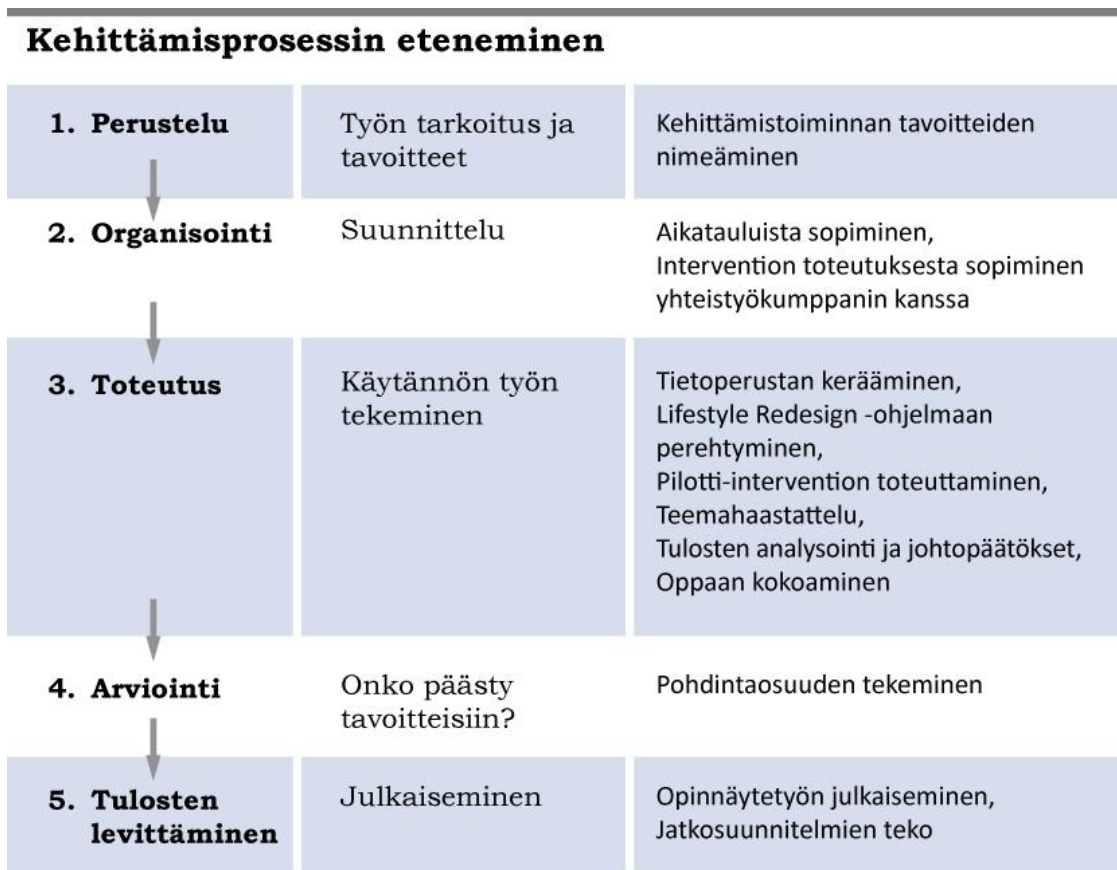 Kehittämisprosessin eteneminen
1. Perustelu
Työn tarkoitus ja
tavoitteet
Kehittämistoiminnan tavoitteiden
nimeäminen
2. Organisointi
Suunnittelu
Aikatauluista sopiminen,
Intervention toteutuksesta sopiminen
yhteistyökumppanin kanssa
3. Toteutus
Käytännön työn
tekeminen
Tietoperustan kerääminen,
Lifestyle Redesign -ohjelmaan
perehtyminen,
Pilotti-intervention toteuttaminen,
Teemahaastattelu,
Tulosten analysointi ja johtopäätökset,
Oppaan kokoaminen
4. Arviointi
Onko päästy
tavoitteisiin?
Pohdintaosuuden tekeminen
5. Tulosten
levittäminen
Julkaiseminen
Opinnäytetyön julkaiseminen,
Jatkosuunnitelmien teko